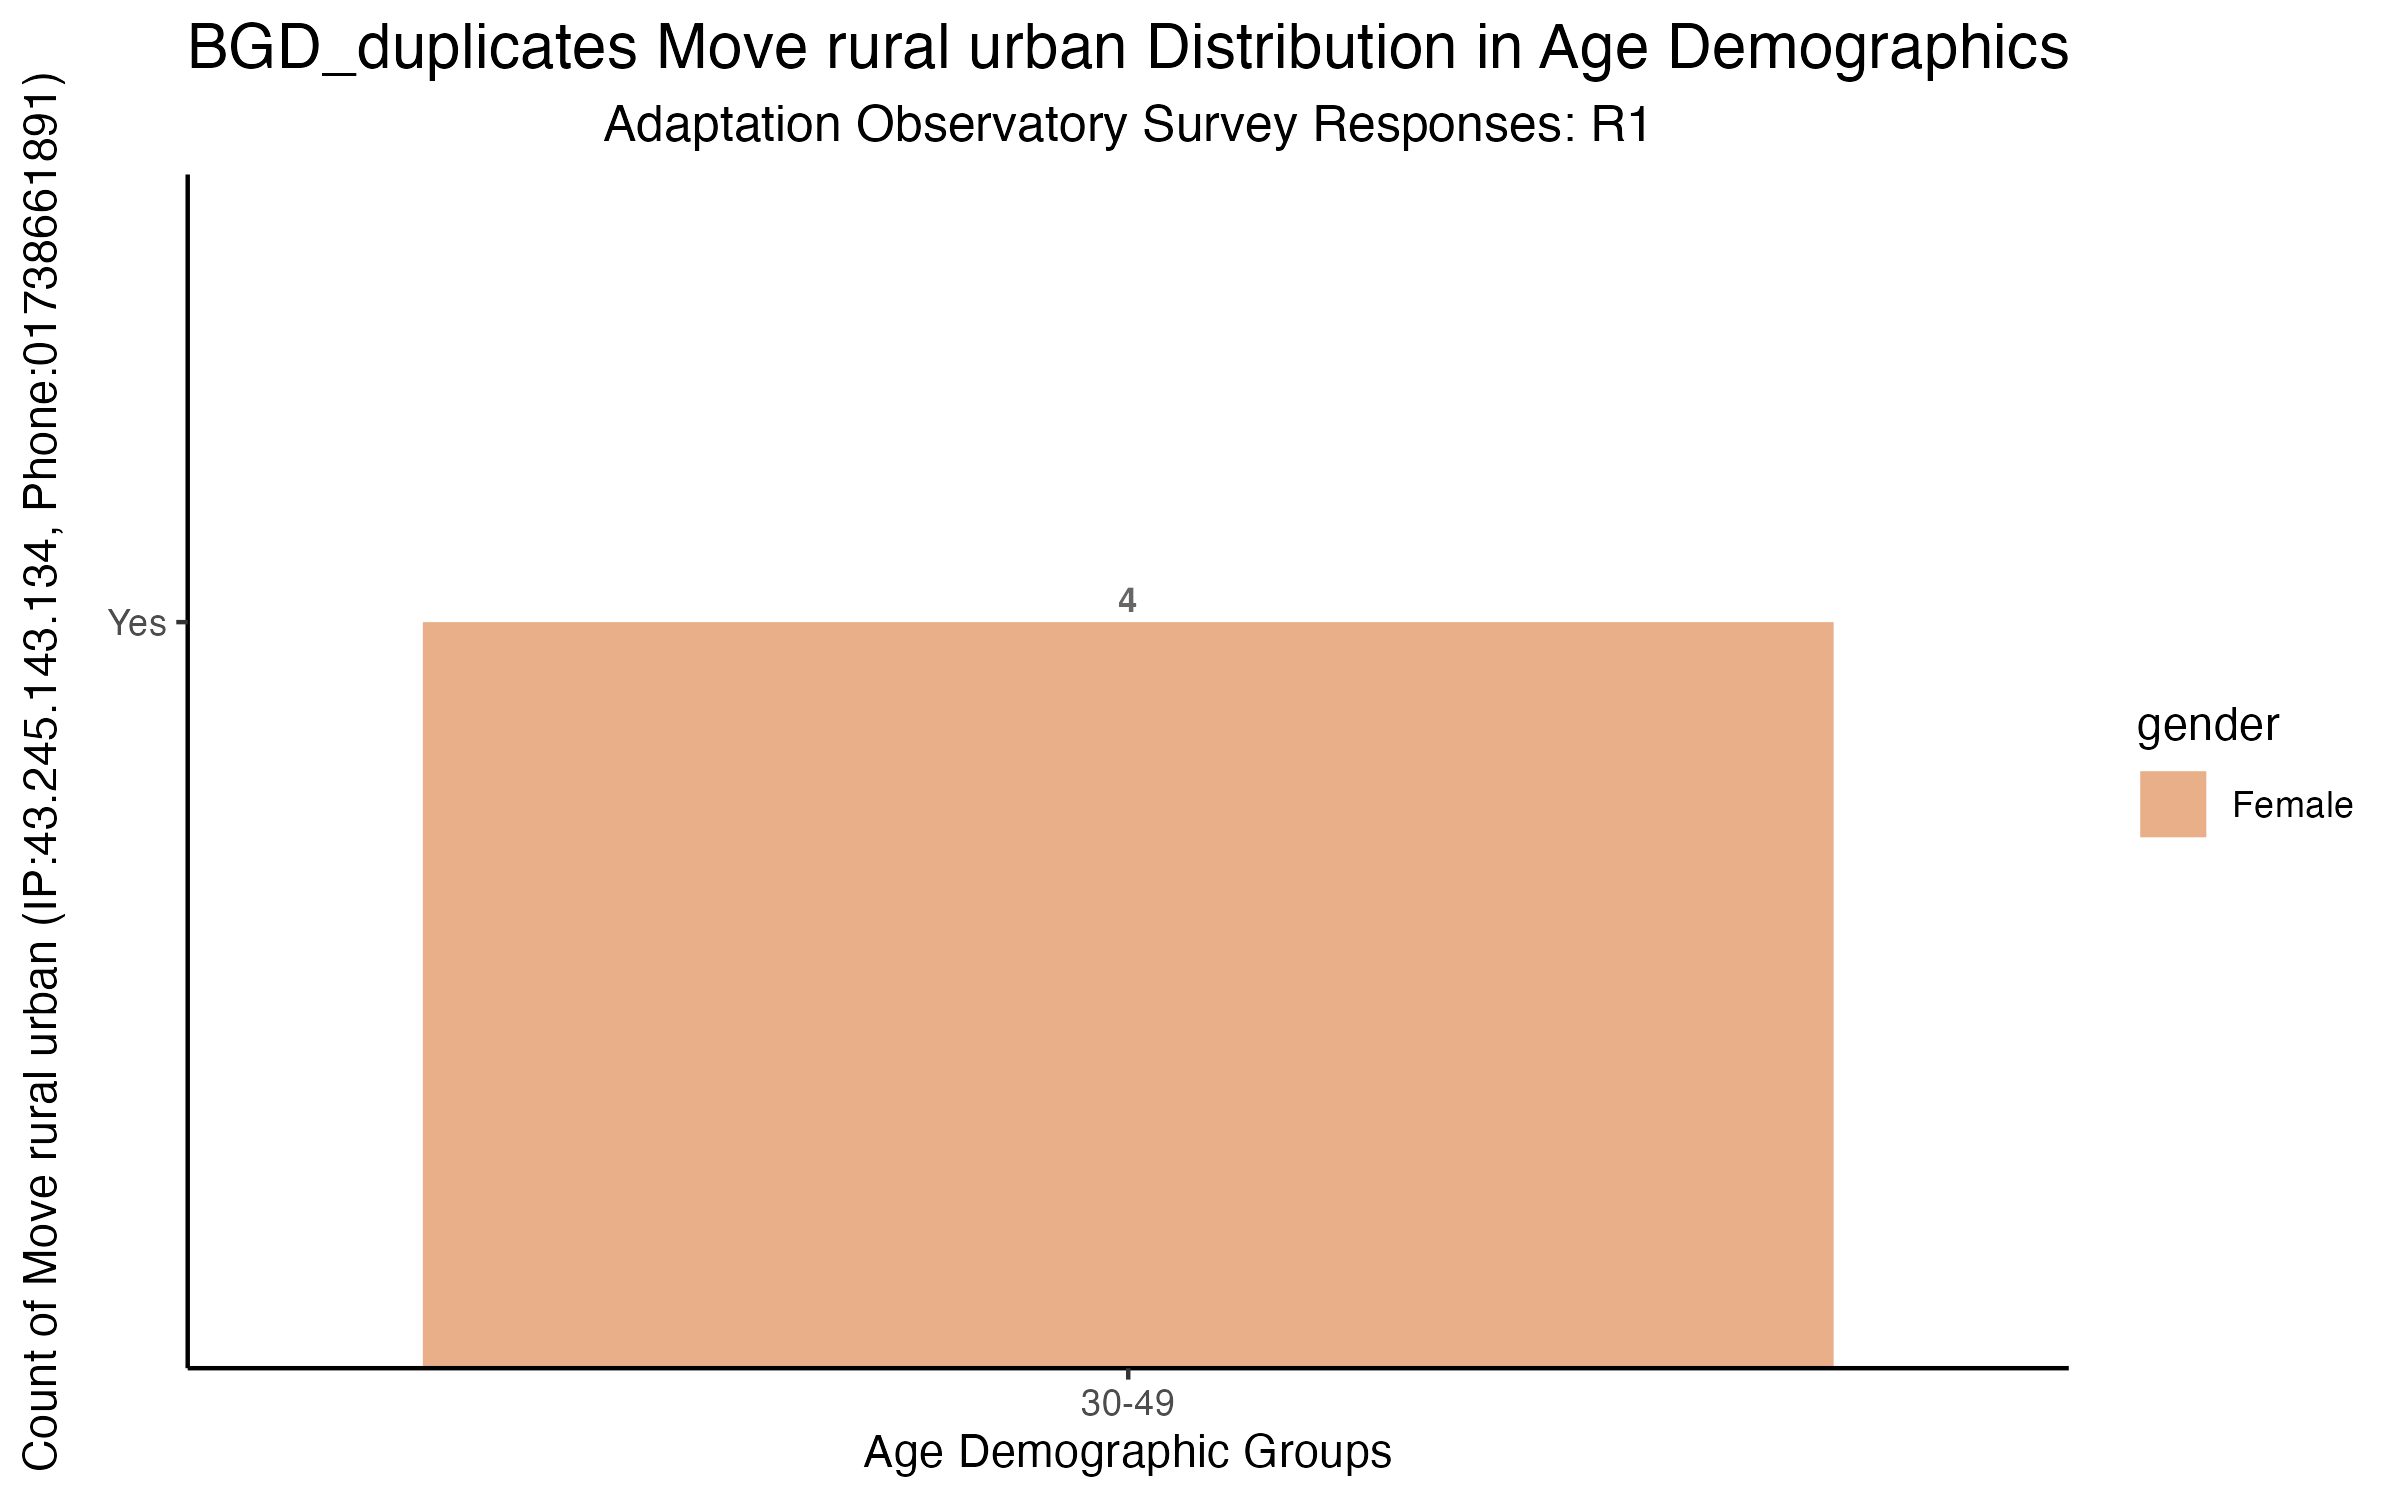 BGD_duplicates Move rural urban Distribution in Age Demographics
Adaptation Observatory Survey Responses: R1
Count of Move rural urban (IP:43.245.143.134, Phone:01738661891)
4
Yes
gender
Female
30-49
Age Demographic Groups